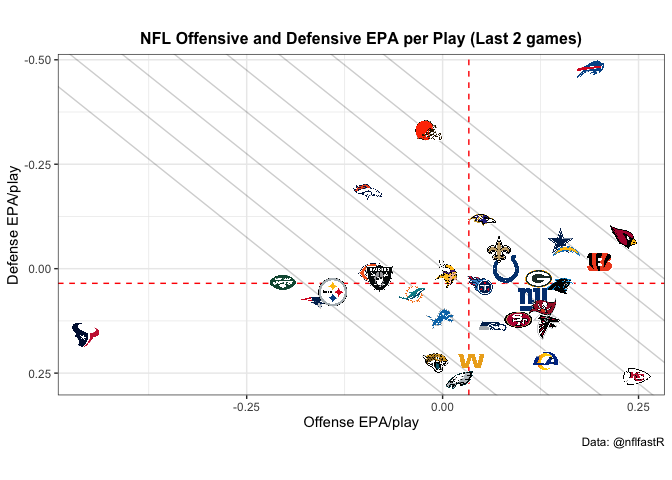 NFL Offensive and Defensive EPA per Play (Last 2 games)
-0.50
-0.25
0.00
0.25
Defense EPA/play
-0.25
0.00
0.25
Offense EPA/play
Data: @nflfastR